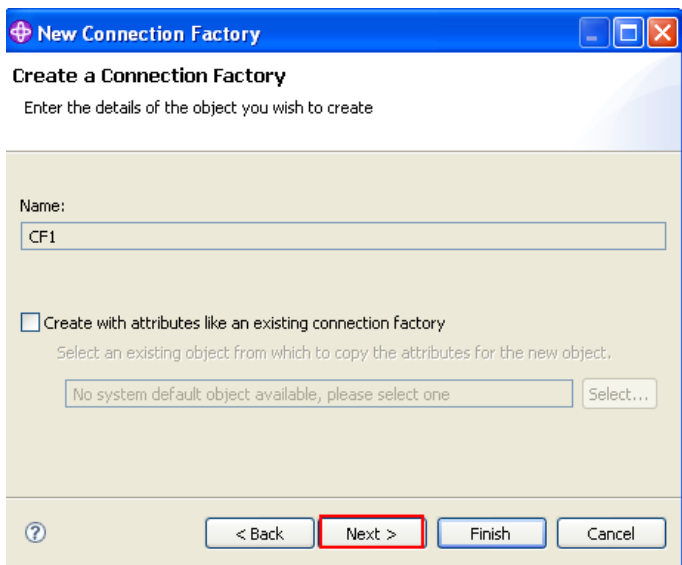 New Connection Factory
Create a Connection Factory
Enter the details of the object you wish to create
Name:
CF1
Create with attributes like an existing connection factory
Select an existing object from which to copy the attributes for the new object.
No system default object available, please select one
Select...
?
< Back
Next >
Finish
Cancel